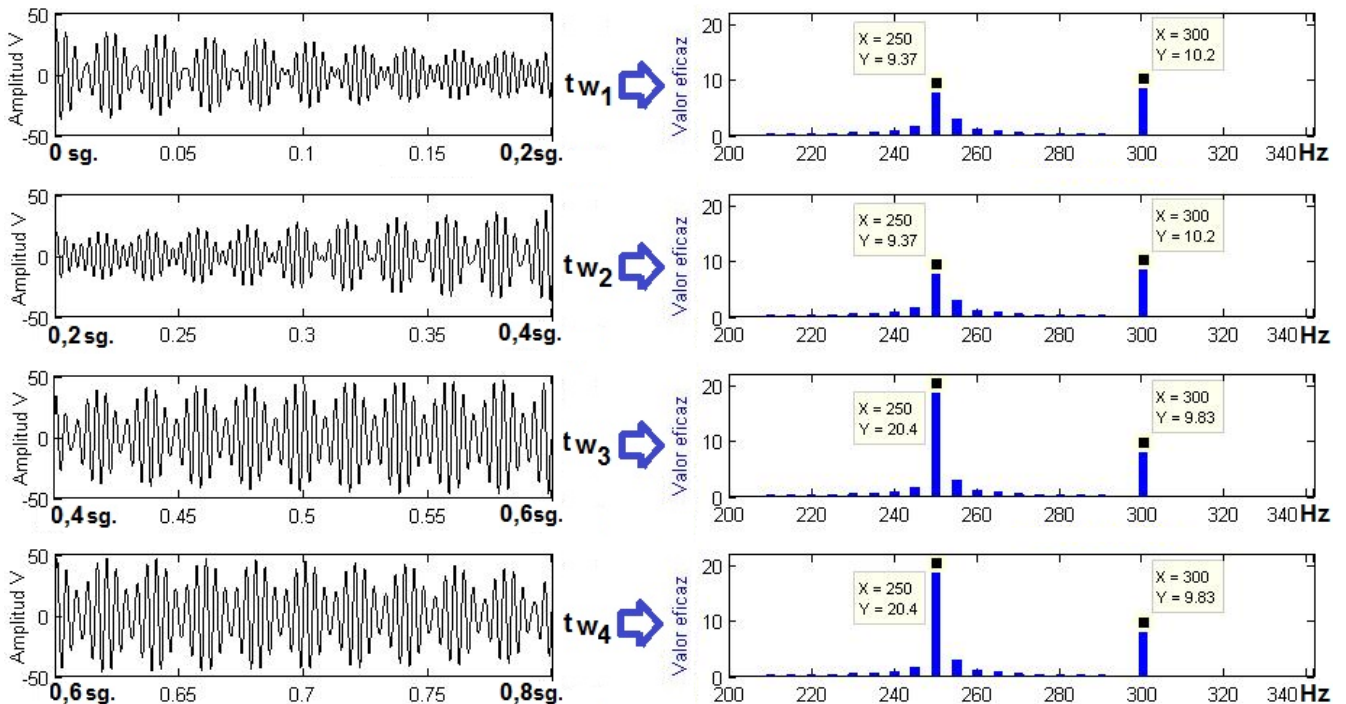 Amplitud V
50
0
-50
0 sg.
0.05
0.1
0.15
0,2sg.
t w1
Valor eficaz
20
10
0
X = 250
Y = 9.37
X = 300
Y = 10.2
200
220
240
260
280
300
320
340 Hz
Amplitud V
50
0
-50
0,2 sg.
0.25
0.3
0.35
0,4sg.
t w2
Valor eficaz
20
10
0
X = 250
Y = 9.37
X = 300
Y = 10.2
200
220
240
260
280
300
320
340 Hz
Amplitud V
50
0
-50
0,4 sg.
0.45
0.5
0.55
0,6sg.
t w3
Valor eficaz
20
10
0
X = 250
Y = 20.4
X = 300
Y = 9.83
200
220
240
260
280
300
320
340 Hz
Amplitud V
50
0
-50
0,6 sg.
0.65
0.7
0.75
0,8sg.
t w4
Valor eficaz
20
10
0
X = 250
Y = 20.4
X = 300
Y = 9.83
200
220
240
260
280
300
320
340 Hz